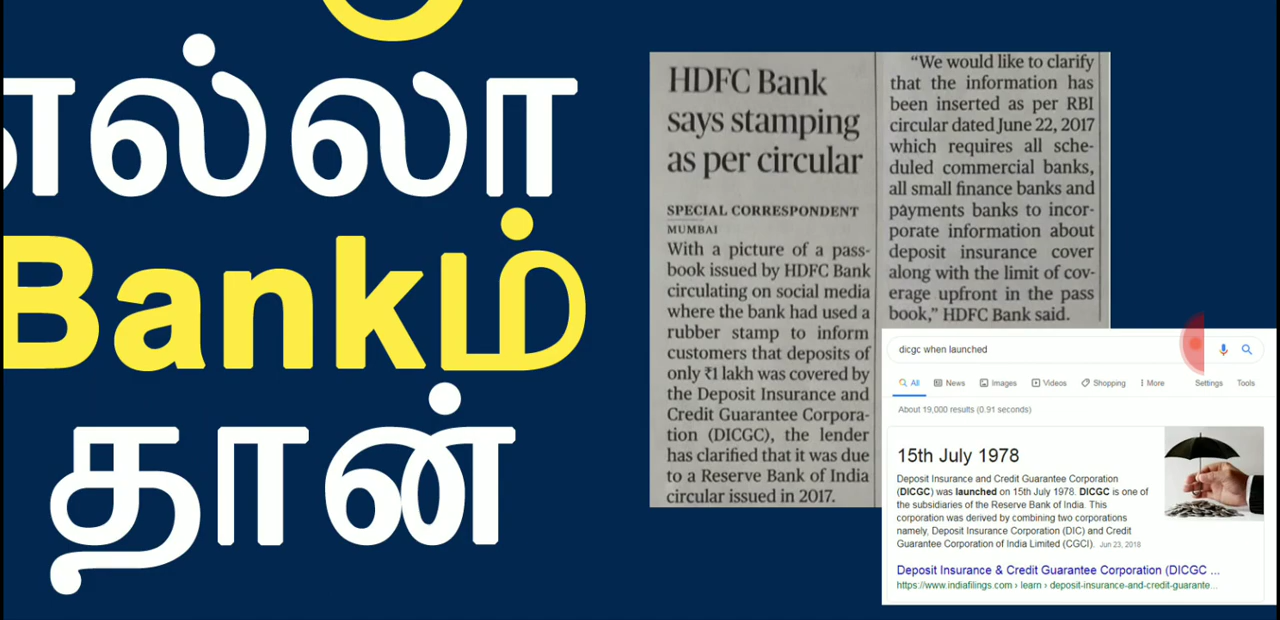 எல்லா
Bankம்
தான்
HDFC Bank
says stamping
as per circular
SPECIAL CORRESPONDENT
MUMBAI
With a picture of a pass-
book issued by HDFC Bank
circulating on social media
where the bank had used a
rubber stamp to inform
customers that deposits of
only ₹1 lakh was covered by
the Deposit Insurance and
Credit Guarantee Corpora-
tion (DICGC), the lender
has clarified that it was due
to a Reserve Bank of India
circular issued in 2017.
“We would like to clarify
that the information has
been inserted as per RBI
circular dated June 22, 2017
which requires all sche-
duled commercial banks,
all small finance banks and
payments banks to incor-
porate information about
deposit insurance cover
along with the limit of cov-
erage upfront in the pass
book,” HDFC Bank said.
dicgc when launched
All News Images Videos Shopping More Settings Tools
About 19,000 results (0.91 seconds)
15th July 1978
Deposit Insurance and Credit Guarantee Corporation
(DICGC) was launched on 15th July 1978. DICGC is one of
the subsidiaries of the Reserve Bank of India. This
corporation was derived by combining two corporations
namely, Deposit Insurance Corporation (DIC) and Credit
Guarantee Corporation of India Limited (CGCI). Jun 23, 2018
Deposit Insurance & Credit Guarantee Corporation (DICGC ...
https://www.indiafilings.com › learn › deposit-insurance-and-credit-guarante...